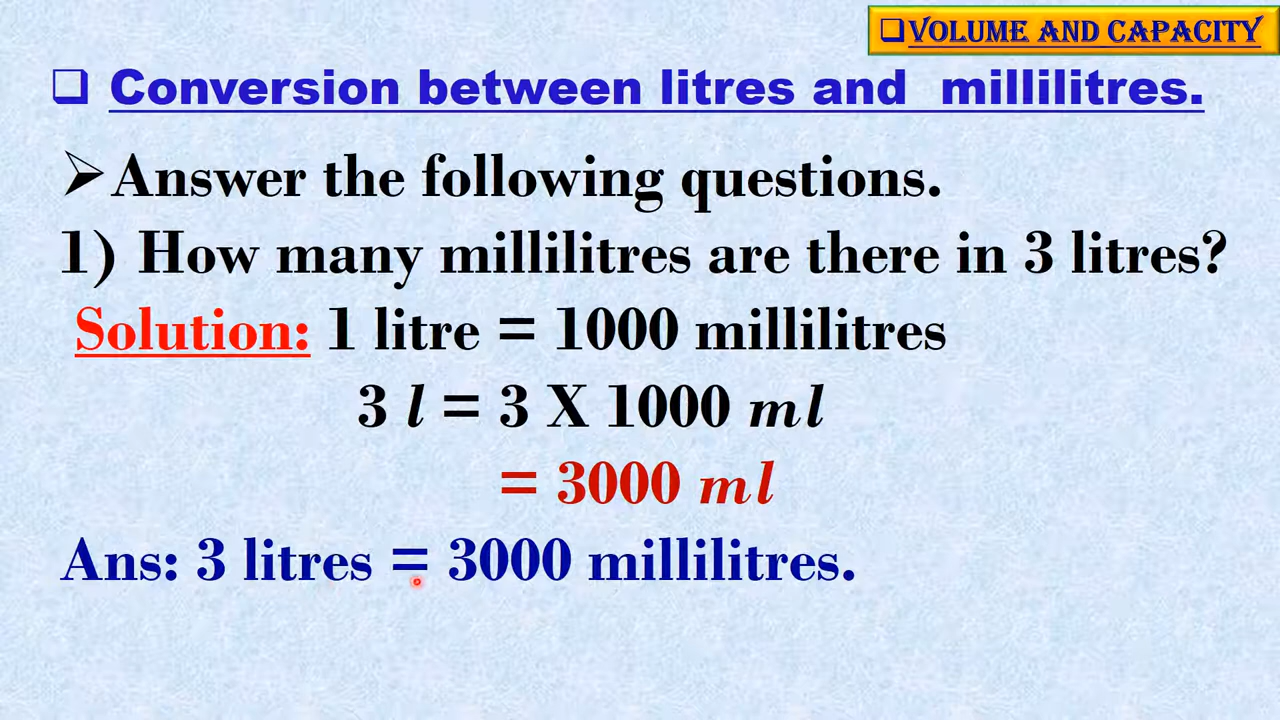 ❑VOLUME AND CAPACITY
❑ Conversion between litres and millilitres.
➢Answer the following questions.
1) How many millilitres are there in 3 litres?
Solution: 1 litre = 1000 millilitres
3 l = 3 X 1000 ml
= 3000 ml
Ans: 3 litres = 3000 millilitres.